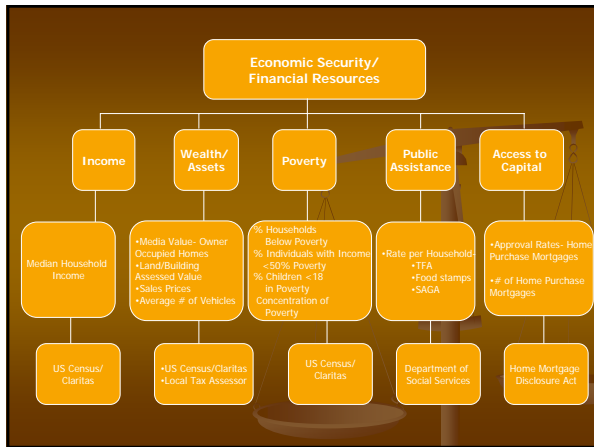 Economic Security/
Financial Resources
Income
Wealth/
Assets
Poverty
Public
Assistance
Access to
Capital
Median Household
Income
•Media Value- Owner
Occupied Homes
•Land/Building
Assessed Value
•Sales Prices
•Average # of Vehicles
% Households
Below Poverty
% Individuals with Income
<50% Poverty
% Children <18
in Poverty
Concentration of
Poverty
•Rate per Household-
•TFA
•Food stamps
•SAGA
•Approval Rates- Home
Purchase Mortgages
•# of Home Purchase
Mortgages
US Census/
Claritas
•US Census/Claritas
•Local Tax Assessor
US Census/
Claritas
Department of
Social Services
Home Mortgage
Disclosure Act